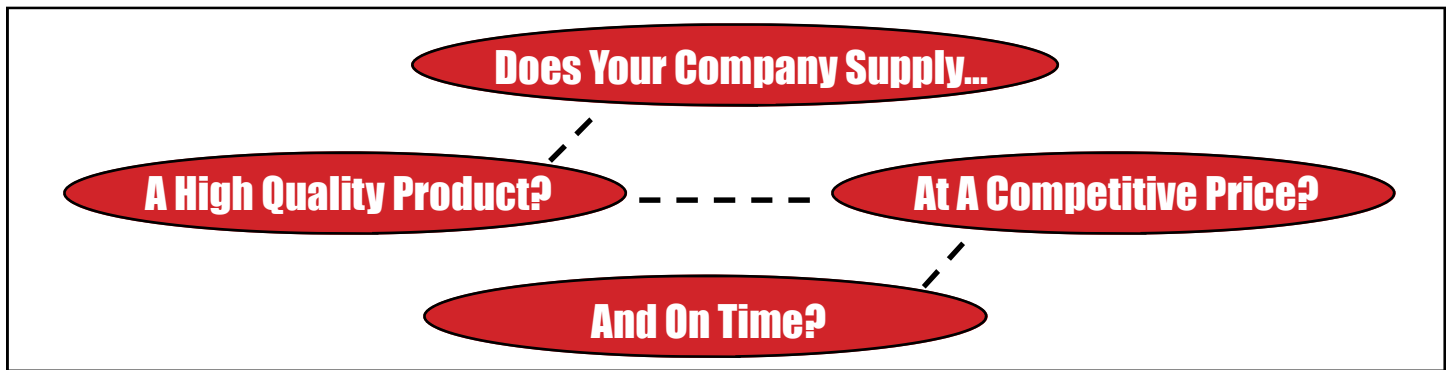 Does Your Company Supply...
A High Quality Product?
At A Competitive Price?
And On Time?